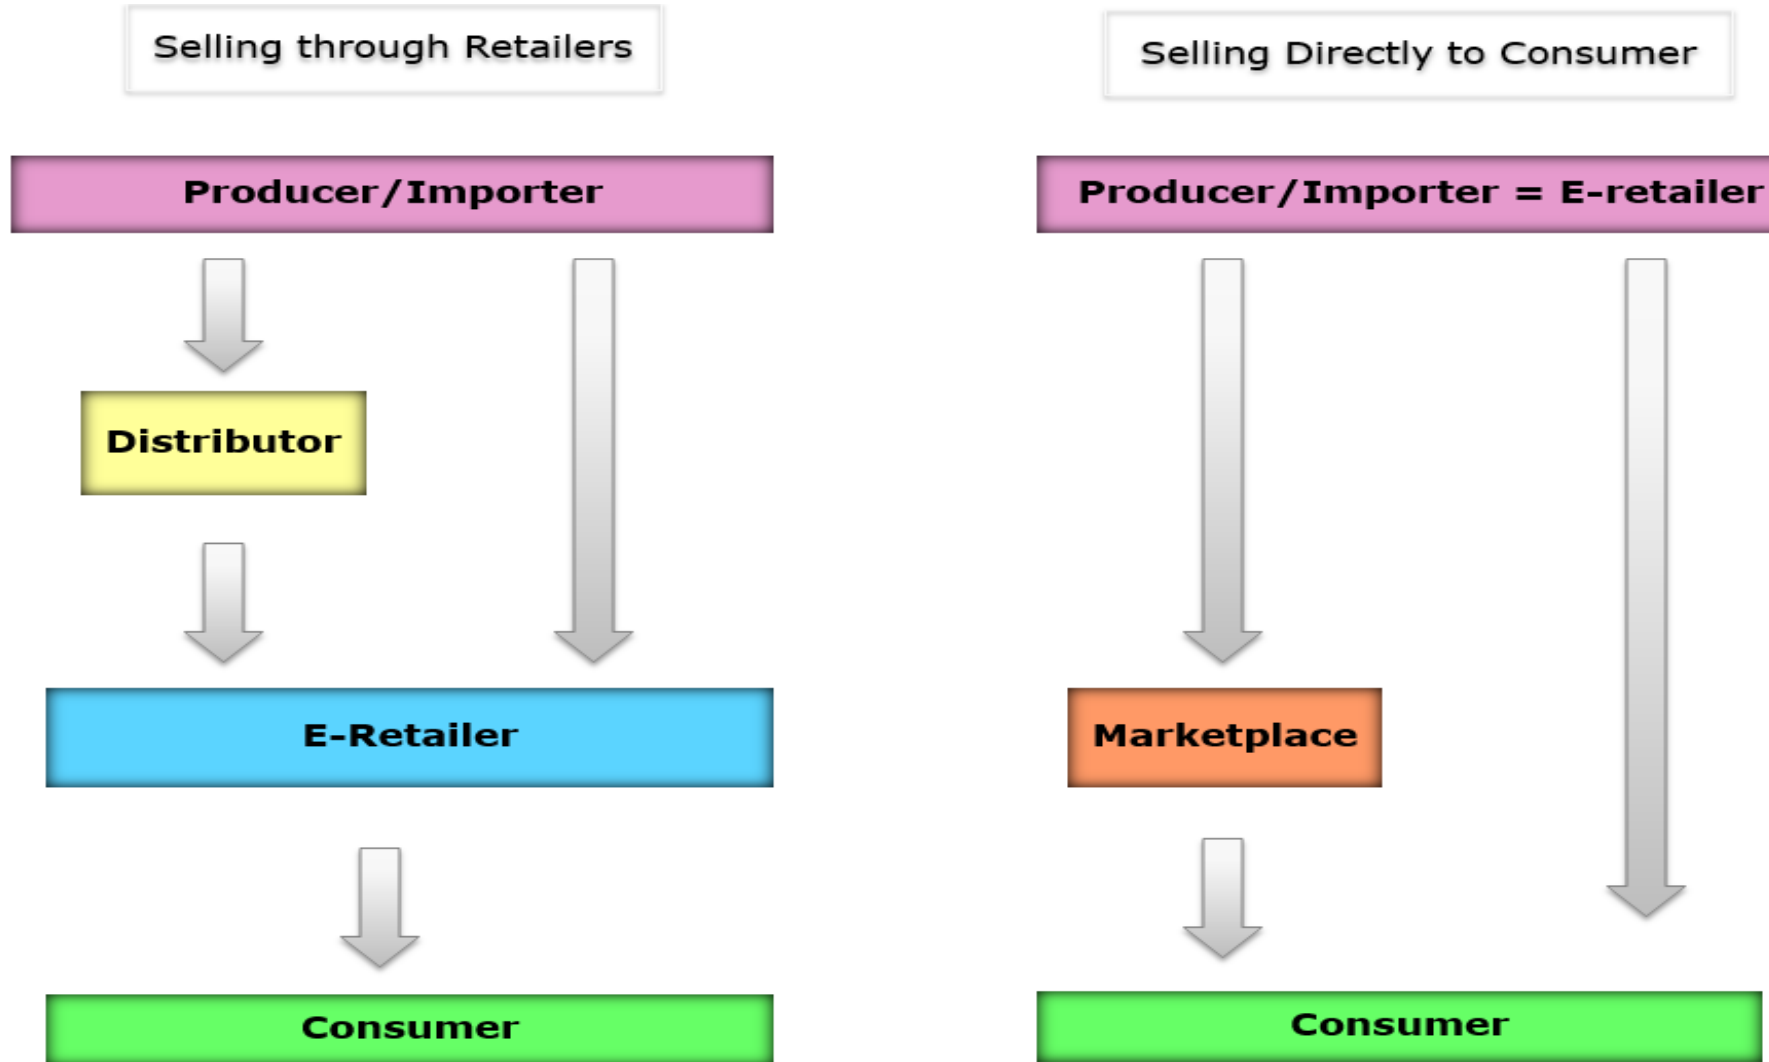 Selling through Retailers
Selling Directly to Consumer
Producer/Importer
Producer/Importer = E-retailer
Distributor
E-Retailer
Marketplace
Consumer
Consumer